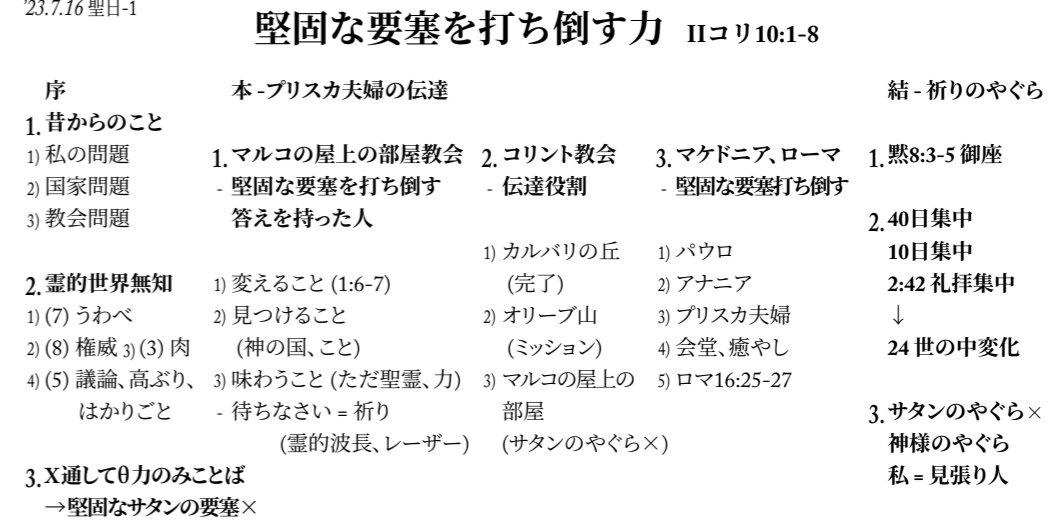 '23.7.16 聖日-1
堅固な要塞を打ち倒す力 IIコリ10:1-8
序
1. 昔からのこと
1) 私の問題
2) 国家問題
3) 教会問題
2. 霊的世界無知
1) (7) うわべ
2) (8) 権威 3) (3) 肉
4) (5) 議論、高ぶり、
はかりごと
3. X通してθ力のみことば
→堅固なサタンの要塞×
本 -プリスカ夫婦の伝達
1. マルコの屋上の部屋教会
- 堅固な要塞を打ち倒す
答えを持った人
1) 変えること (1:6-7)
2) 見つけること
(神の国、こと)
3) 味わうこと (ただ聖霊、力)
- 待ちなさい = 祈り
(霊的波長、レーザー)
2. コリント教会
- 伝達役割
1) カルバリの丘
(完了)
2) オリーブ山
(ミッション)
3) マルコの屋上の
部屋
(サタンのやぐら×)
3. マケドニア、ローマ
- 堅固な要塞打ち倒す
1) パウロ
2) アナニア
3) プリスカ夫婦
4) 会堂、癒やし
5) ロマ16:25-27
結 - 祈りのやぐら
1. 黙8:3-5 御座
2. 40日集中
10日集中
2:42 礼拝集中
↓
24 世の中変化
3. サタンのやぐら×
神様のやぐら
私 = 見張り人